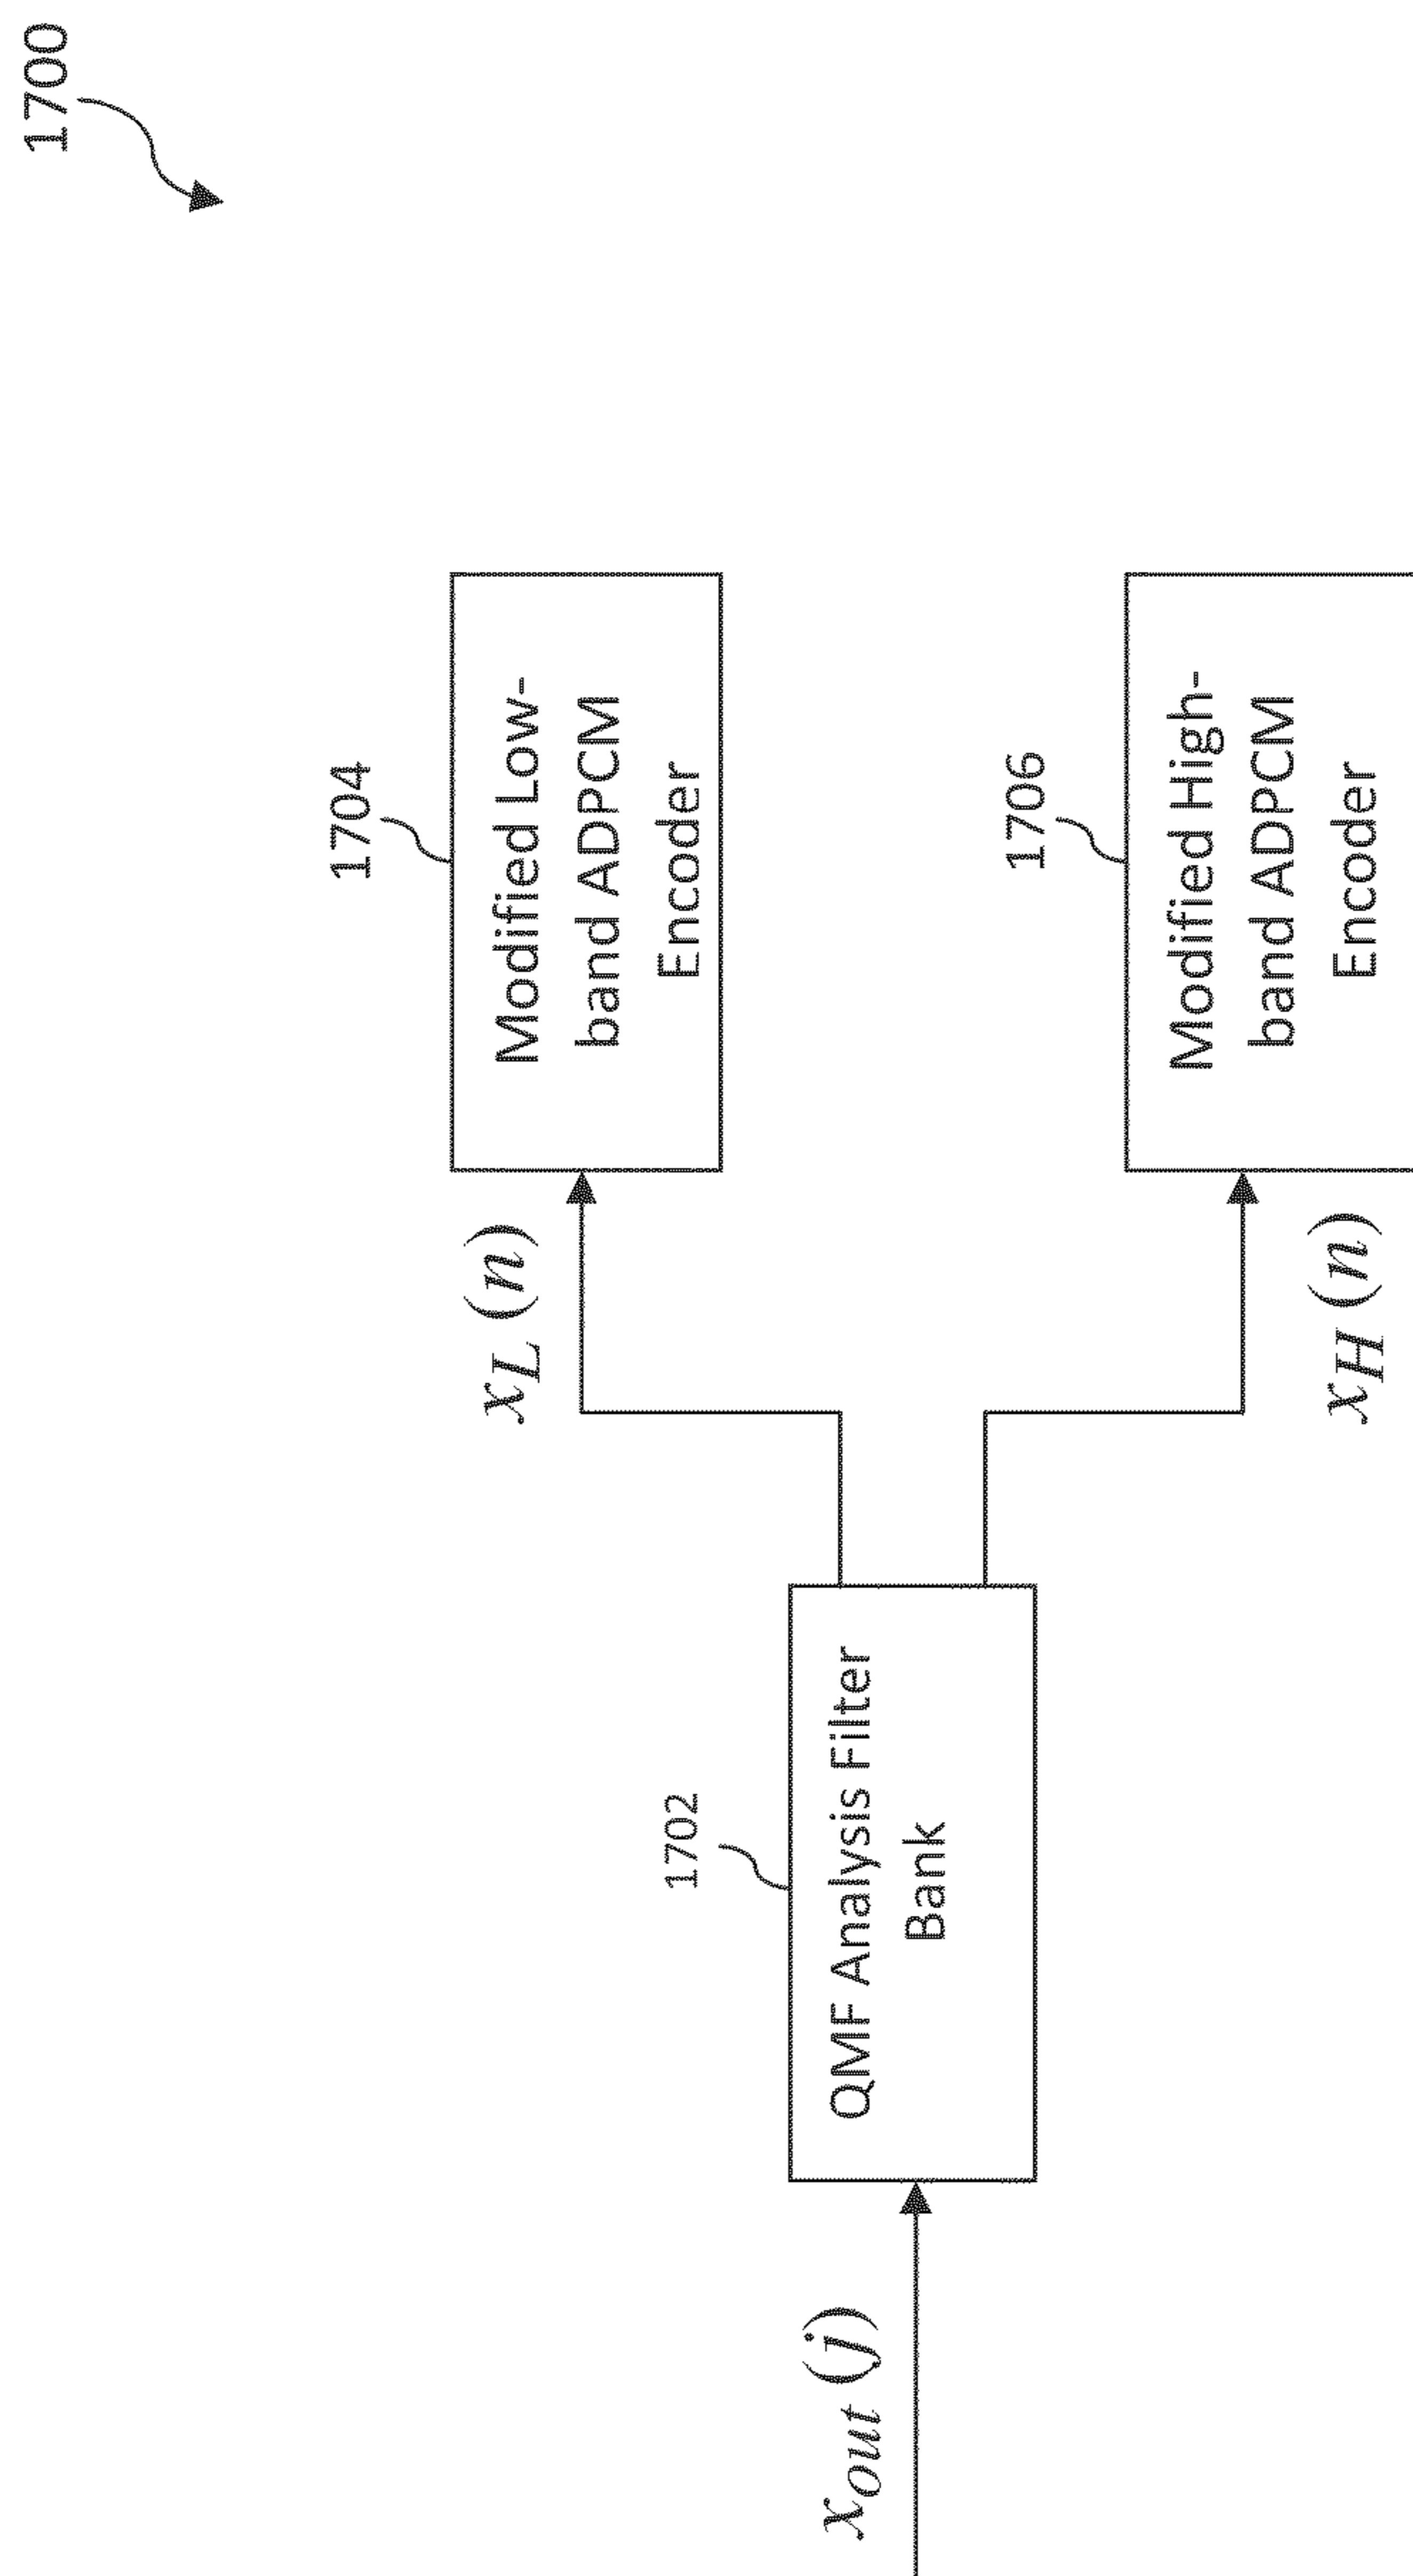 1700
1704
Modified Low-
band ADPCM
Encoder
x_L (n)
1702
QMF Analysis Filter
Bank
x_out (j)
1706
Modified High-
band ADPCM
Encoder
x_H (n)